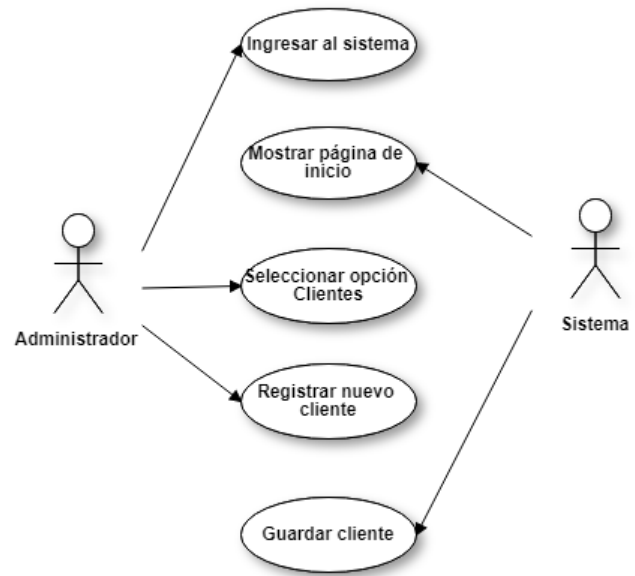 Ingresar al sistema
Mostrar página de
inicio
Seleccionar opción
Clientes
Administrador
Sistema
Registrar nuevo
cliente
Guardar cliente